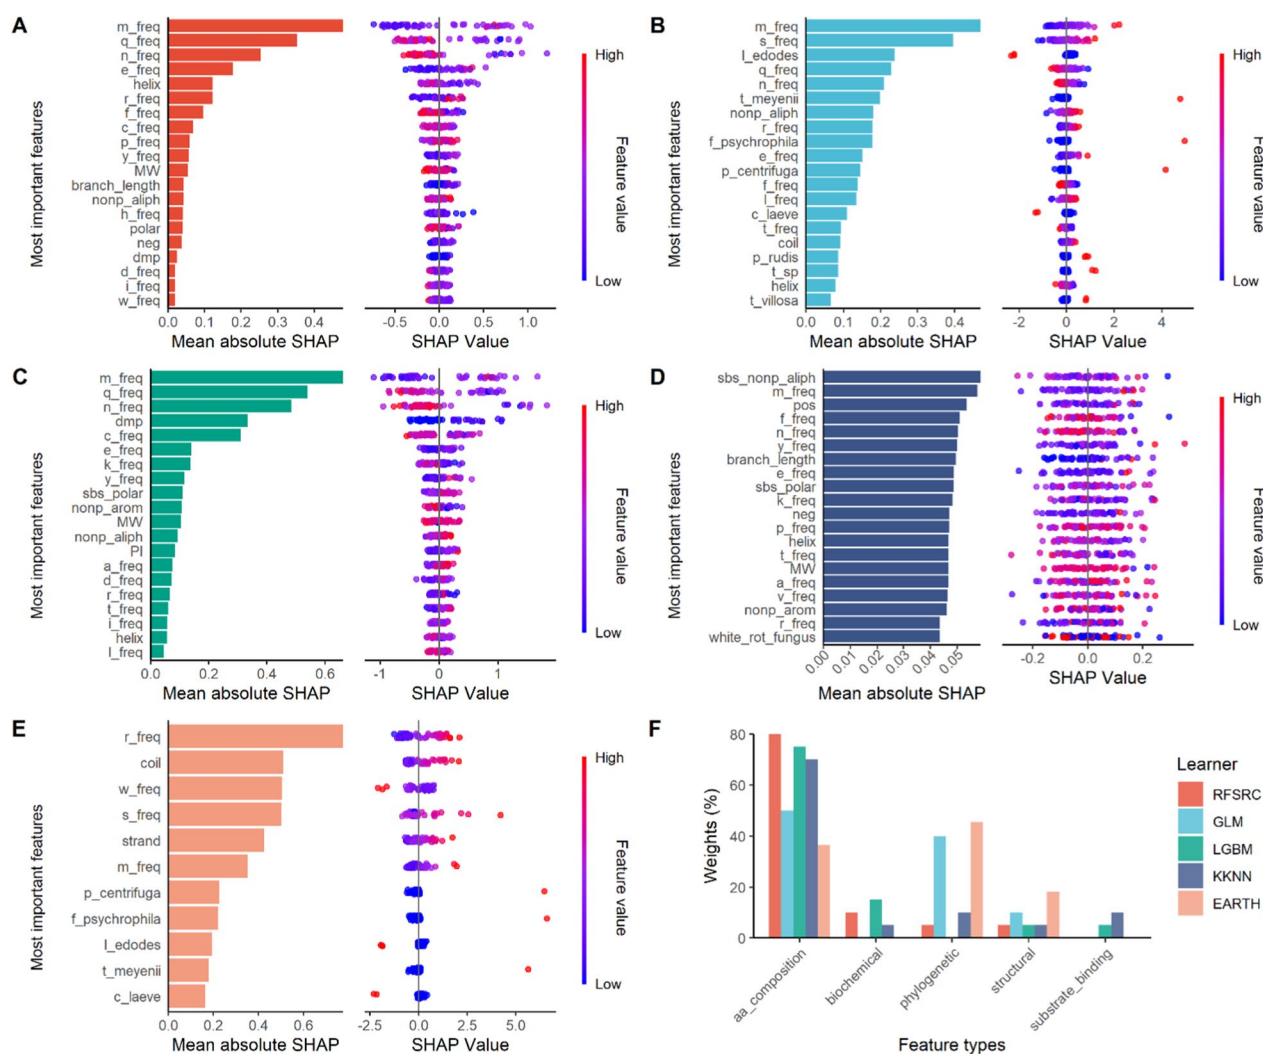 A
Most important features
m_freq
q_freq
n_freq
e_freq
helix
r_freq
f_freq
c_freq
p_freq
y_freq
MW
branch_length
nonp_aliph
h_freq
polar
neg
dmp
d_freq
i_freq
w_freq
0.0 0.1 0.2 0.3 0.4
Mean absolute SHAP
-0.5 0.0 0.5 1.0
SHAP Value
High
Feature value
Low
B
Most important features
m_freq
s_freq
l_edodes
q_freq
n_freq
t_meyenii
nonp_aliph
r_freq
f_psychrophila
e_freq
p_centrifuga
f_freq
l_freq
c_laeve
t_freq
coil
p_rudis
t_sp
helix
t_villosa
0.0 0.1 0.2 0.3 0.4
Mean absolute SHAP
-2 0 2 4
SHAP Value
High
Feature value
Low
C
Most important features
m_freq
q_freq
n_freq
dmp
c_freq
e_freq
k_freq
y_freq
sbs_polar
nonp_arom
MW
nonp_aliph
PI
a_freq
d_freq
r_freq
t_freq
i_freq
helix
l_freq
0.0 0.2 0.4 0.6
Mean absolute SHAP
-1 0 1
SHAP Value
High
Feature value
Low
D
Most important features
sbs_nonp_aliph
m_freq
pos
f_freq
n_freq
y_freq
branch_length
e_freq
sbs_polar
k_freq
neg
p_freq
helix
t_freq
MW
a_freq
v_freq
nonp_arom
r_freq
white_rot_fungus
0.00 0.01 0.02 0.03 0.04 0.05
Mean absolute SHAP
-0.2 0.0 0.2
SHAP Value
High
Feature value
Low
E
Most important features
r_freq
coil
w_freq
s_freq
strand
m_freq
p_centrifuga
f_psychrophila
l_edodes
t_meyenii
c_laeve
0.0 0.2 0.4 0.6
Mean absolute SHAP
-2.5 0.0 2.5 5.0
SHAP Value
High
Feature value
Low
F
Weights (%)
80
60
40
20
0
aa_composition
biochemical
phylogenetic
structural
substrate_binding
Feature types
Learner
RFSRC
GLM
LGBM
KKNN
EARTH